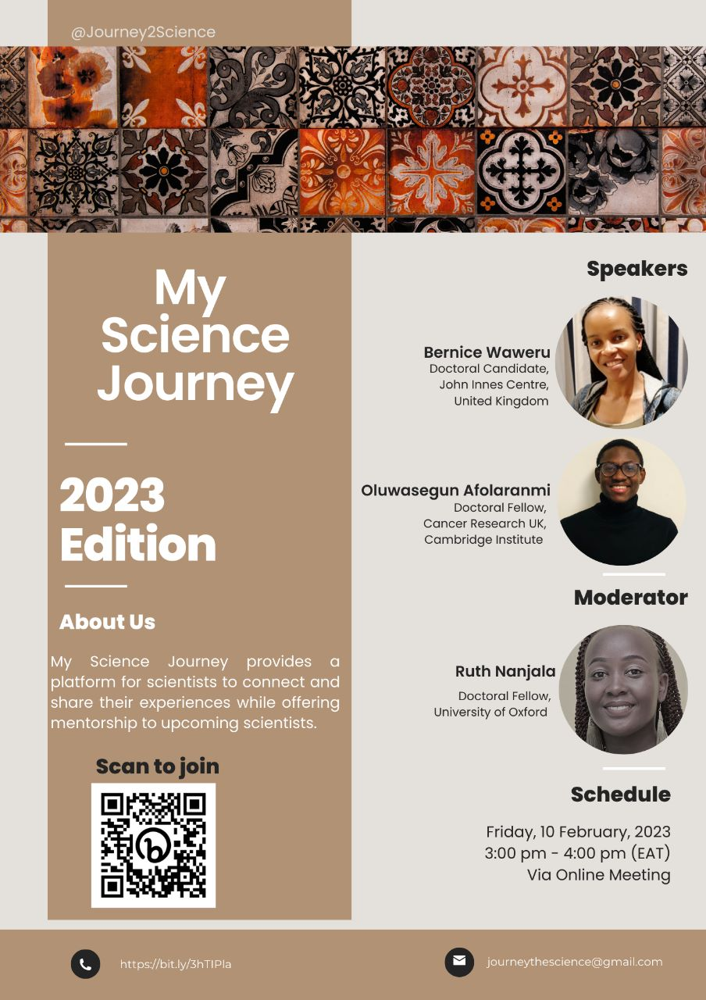 @Journey2Science
My
Science
Journey
2023
Edition
About Us
My Science Journey provides a
platform for scientists to connect and
share their experiences while offering
mentorship to upcoming scientists.
Scan to join
Speakers
Bernice Waweru
Doctoral Candidate,
John Innes Centre,
United Kingdom
Oluwasegun Afolaranmi
Doctoral Fellow,
Cancer Research UK,
Cambridge Institute
Moderator
Ruth Nanjala
Doctoral Fellow,
University of Oxford
Schedule
Friday, 10 February, 2023
3:00 pm - 4:00 pm (EAT)
Via Online Meeting
https://bit.ly/3hTIPla
journeythescience@gmail.com